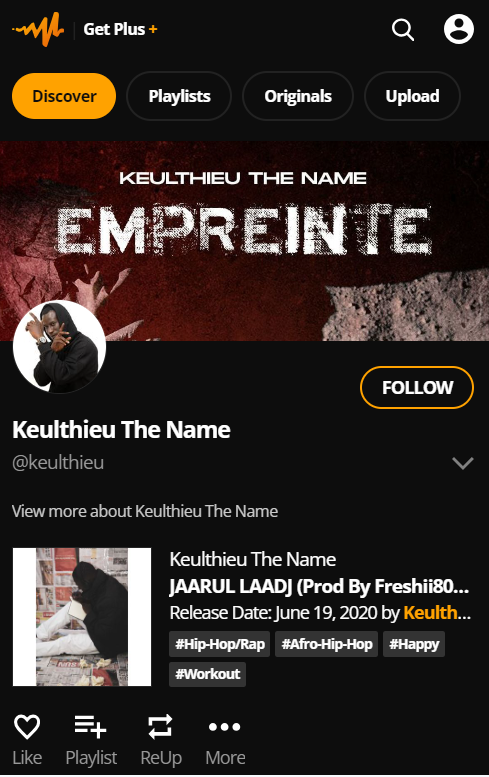 Get Plus +
Discover
Playlists
Originals
Upload
KEULTHIEU THE NAME
EMPREINTE
FOLLOW
Keulthieu The Name
@keulthieu
View more about Keulthieu The Name
Keulthieu The Name
JAARUL LAADJ (Prod By Freshii80...
Release Date: June 19, 2020 by Keulth...
#Hip-Hop/Rap #Afro-Hip-Hop #Happy
#Workout
Like Playlist ReUp More